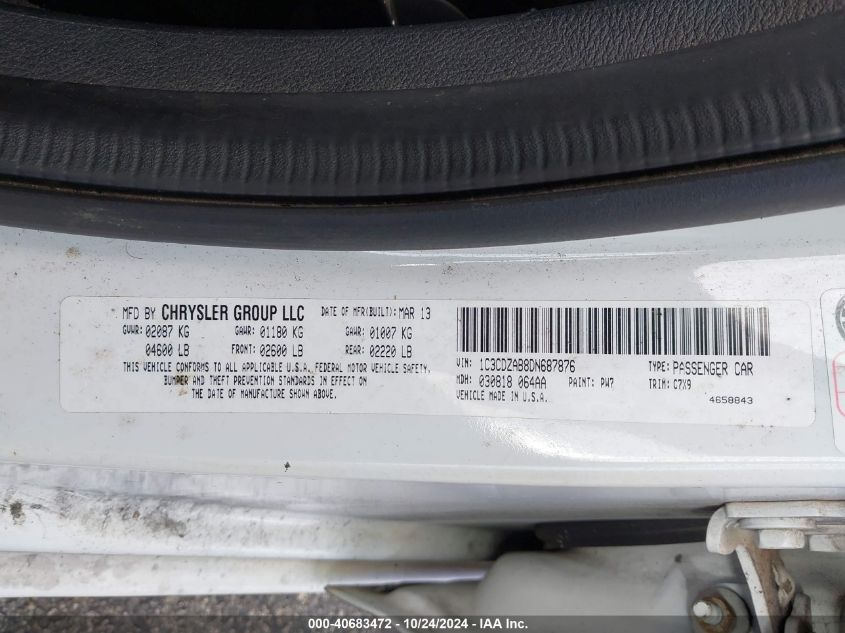 MFD BY CHRYSLER GROUP LLC DATE OF MFR(BUILT): MAR 13
GVWR: 02087 KG GAWR: 01180 KG GAWR: 01007 KG
04600 LB FRONT: 02600 LB REAR: 02220 LB
THIS VEHICLE CONFORMS TO ALL APPLICABLE U.S.A. FEDERAL MOTOR VEHICLE SAFETY,
BUMPER AND THEFT PREVENTION STANDARDS IN EFFECT ON
THE DATE OF MANUFACTURE SHOWN ABOVE.
VIN: 1C3CDZAB8DN687876 TYPE: PASSENGER CAR
MDH: 030818 064AA PAINT: PW7 TRIM: C7X9
VEHICLE MADE IN U.S.A. 4658843
000-40683472 - 10/24/2024 - IAA Inc.